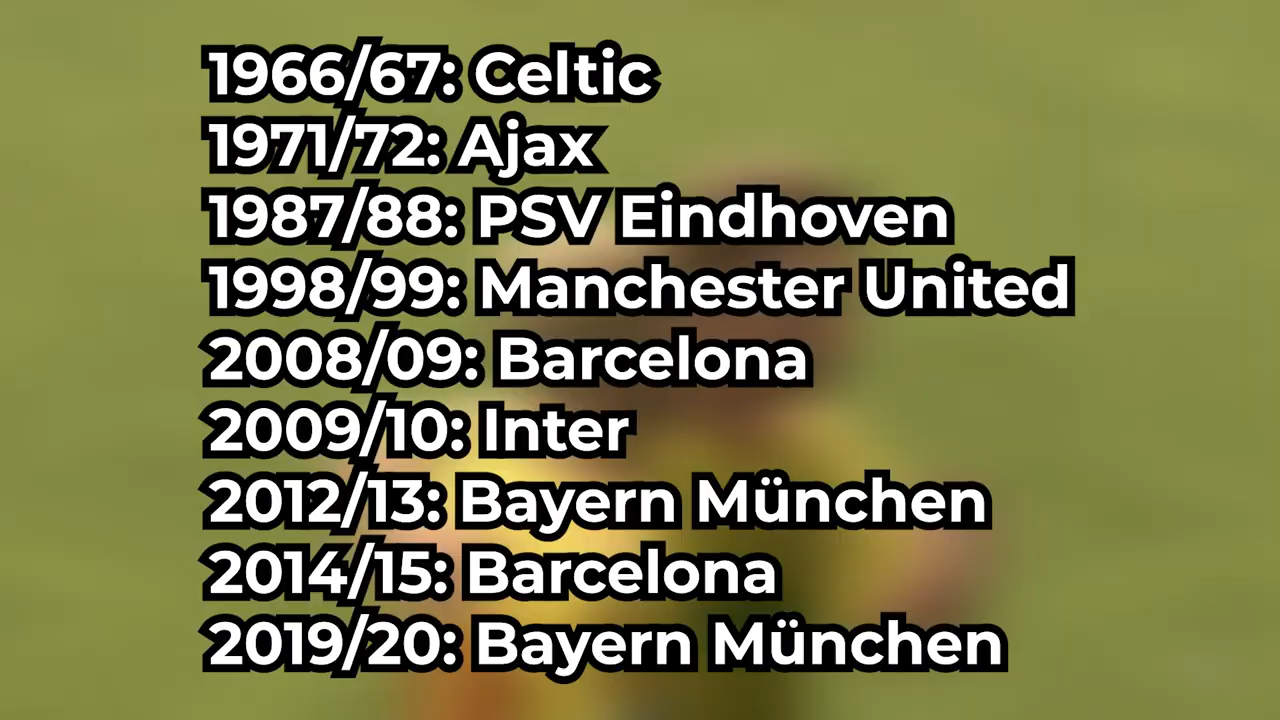 1966/67: Celtic
1971/72: Ajax
1987/88: PSV Eindhoven
1998/99: Manchester United
2008/09: Barcelona
2009/10: Inter
2012/13: Bayern München
2014/15: Barcelona
2019/20: Bayern München